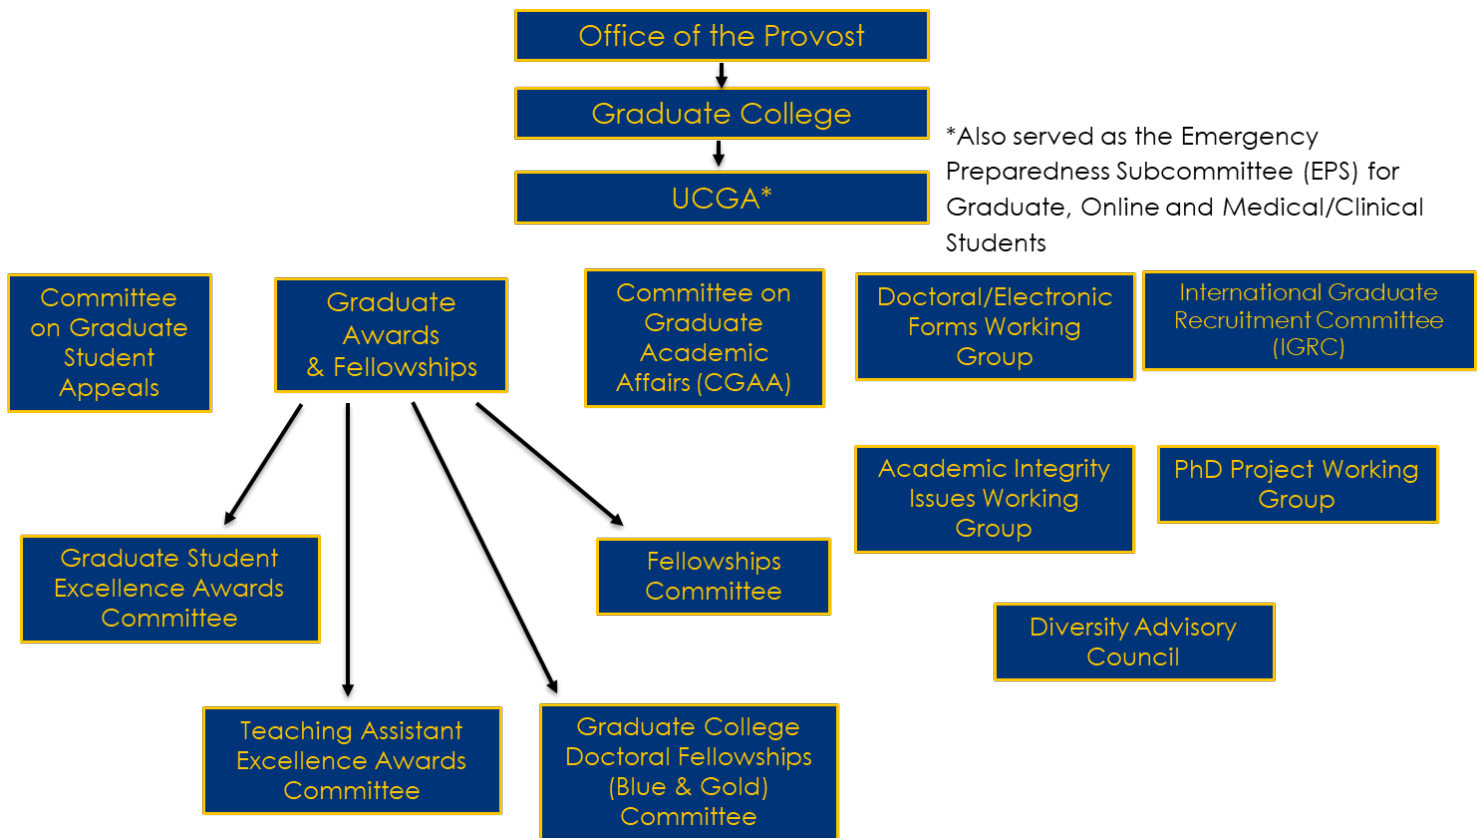 Office of the Provost
Graduate College
*Also served as the Emergency
Preparedness Subcommittee (EPS) for
Graduate, Online and Medical/Clinical
Students
UCGA*
Committee
on Graduate
Student
Appeals
Graduate
Awards
& Fellowships
Committee on
Graduate
Academic
Affairs (CGAA)
Doctoral/Electronic
Forms Working
Group
International Graduate
Recruitment Committee
(IGRC)
Academic Integrity
Issues Working
Group
PhD Project Working
Group
Graduate Student
Excellence Awards
Committee
Fellowships
Committee
Diversity Advisory
Council
Teaching Assistant
Excellence Awards
Committee
Graduate College
Doctoral Fellowships
(Blue & Gold)
Committee